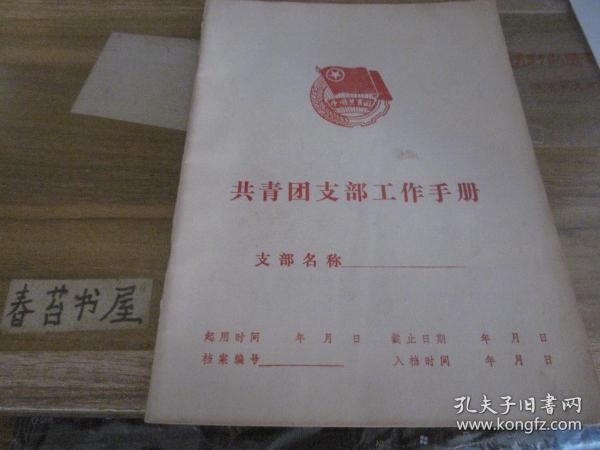 中国共青团
共青团支部工作手册
支部名称
起用时间 年 月 日 截止日期 年 月 日
档案编号 入档时间 年 月 日
春苔书屋
孔夫子旧书网
www.kongfz.com